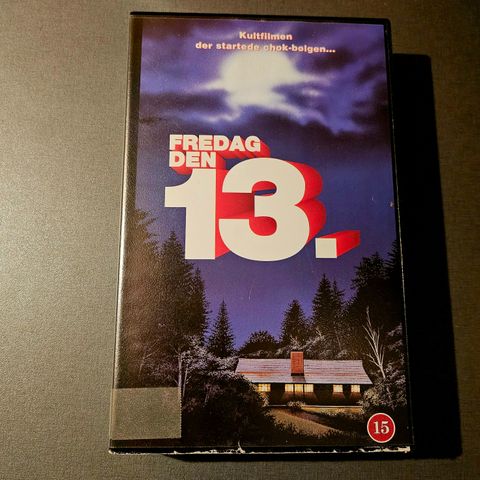 Kultfilmen
der startede chok-bølgen...
FREDAG
DEN
13.
15